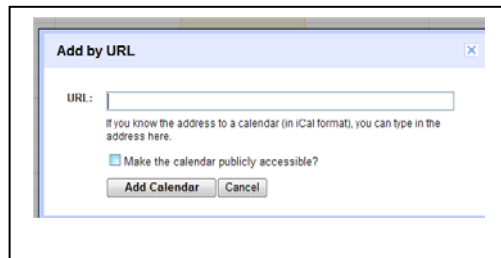 Add by URL
URL:
If you know the address to a calendar (in iCal format), you can type in the
address here.
Make the calendar publicly accessible?
Add Calendar Cancel